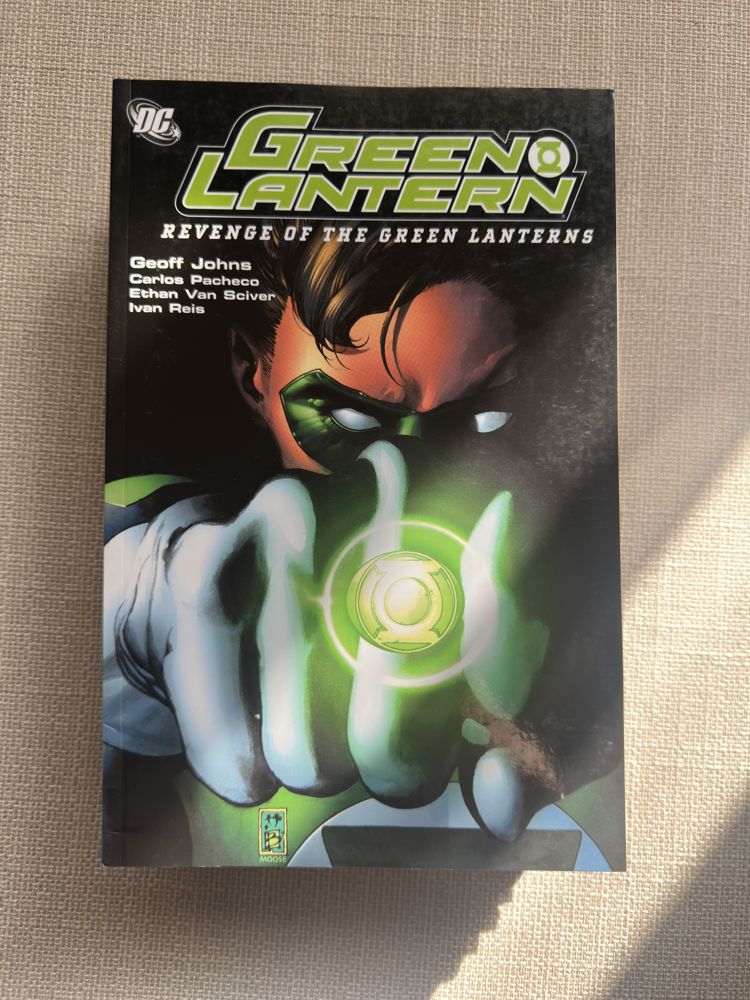 DC
GREEN
LANTERN
REVENGE OF THE GREEN LANTERNS
Geoff Johns
Carlos Pacheco
Ethan Van Sciver
Ivan Reis
MOOSE